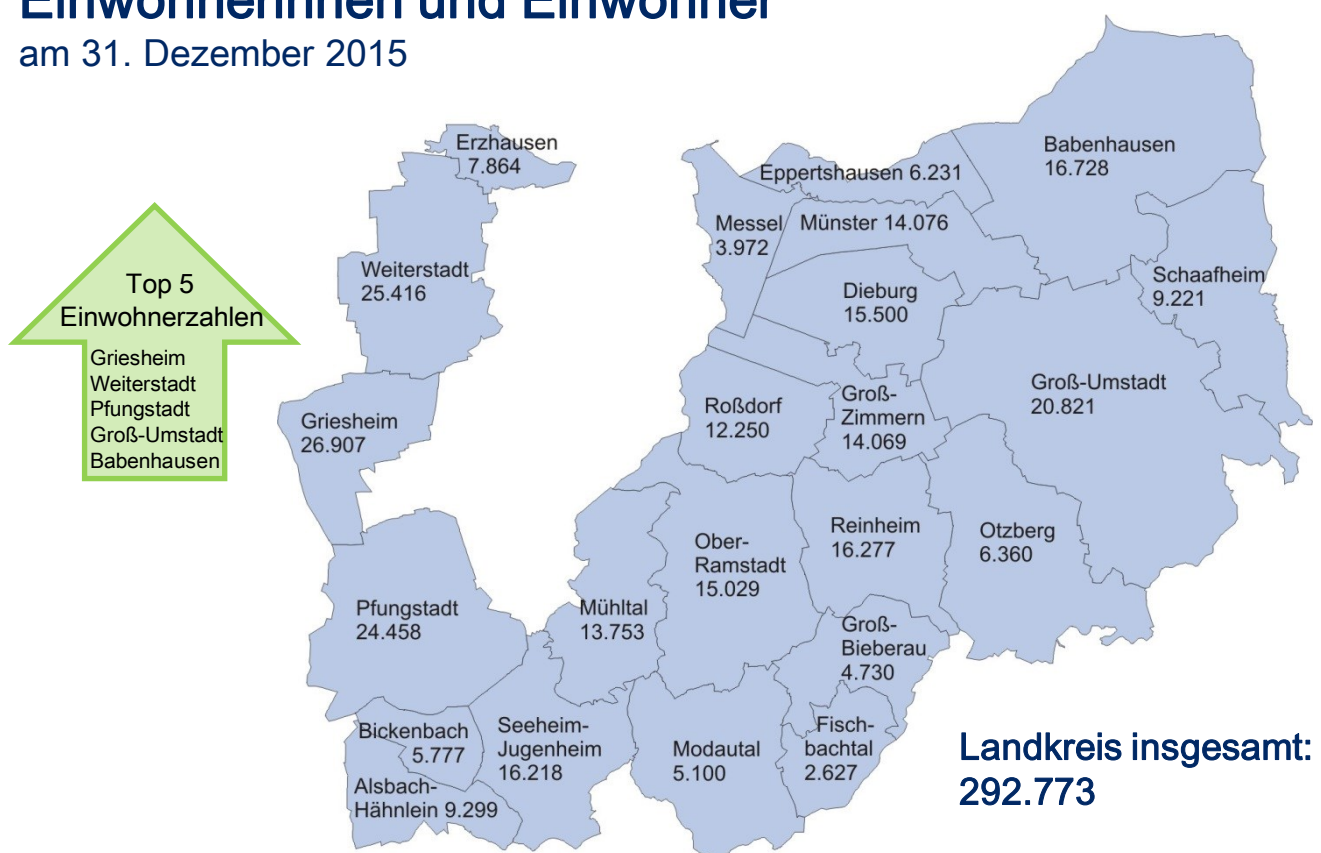 Einwohnerinnen und Einwohner
am 31. Dezember 2015
Erzhausen
7.864
Babenhausen
16.728
Eppertshausen 6.231
Messel
3.972
Münster 14.076
Weiterstadt
25.416
Schaafheim
9.221
Dieburg
15.500
Top 5
Einwohnerzahlen
Griesheim
Weiterstadt
Pfungstadt
Groß-Umstadt
Babenhausen
Groß-Umstadt
20.821
Griesheim
26.907
Roßdorf
12.250
Groß-
Zimmern
14.069
Reinheim
16.277
Otzberg
6.360
Ober-
Ramstadt
15.029
Pfungstadt
24.458
Mühltal
13.753
Groß-
Bieberau
4.730
Bickenbach
5.777
Seeheim-
Jugenheim
16.218
Modautal
5.100
Fisch-
bachtal
2.627
Alsbach-
Hähnlein 9.299
Landkreis insgesamt:
292.773